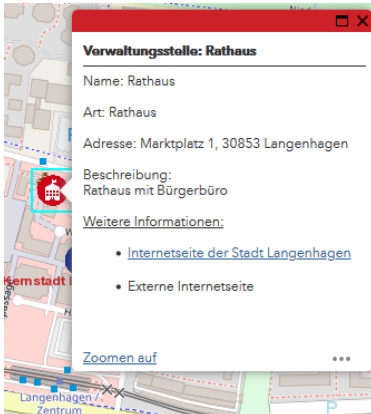 Verwaltungsstelle: Rathaus
Name: Rathaus
Art: Rathaus
Adresse: Marktplatz 1, 30853 Langenhagen
Beschreibung:
Rathaus mit Bürgerbüro
Weitere Informationen:
• Internetseite der Stadt Langenhagen
• Externe Internetseite
Zoomen auf
Kernstadt
Langenhagen /
Zentrum
P